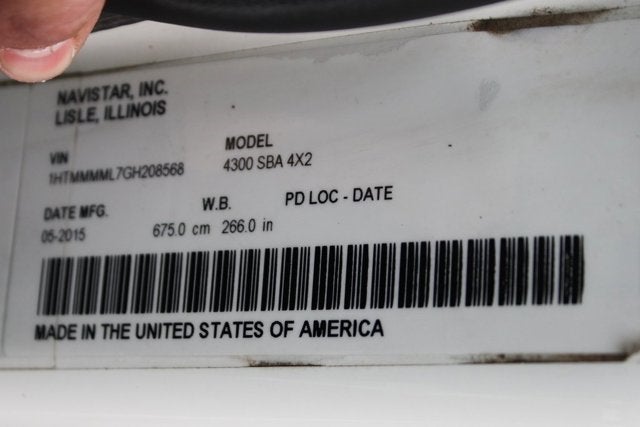 NAVISTAR, INC.
LISLE, ILLINOIS
VIN MODEL
1HTMMMML7GH208568 4300 SBA 4X2
DATE MFG. W.B. PD LOC - DATE
05-2015 675.0 cm 266.0 in
MADE IN THE UNITED STATES OF AMERICA